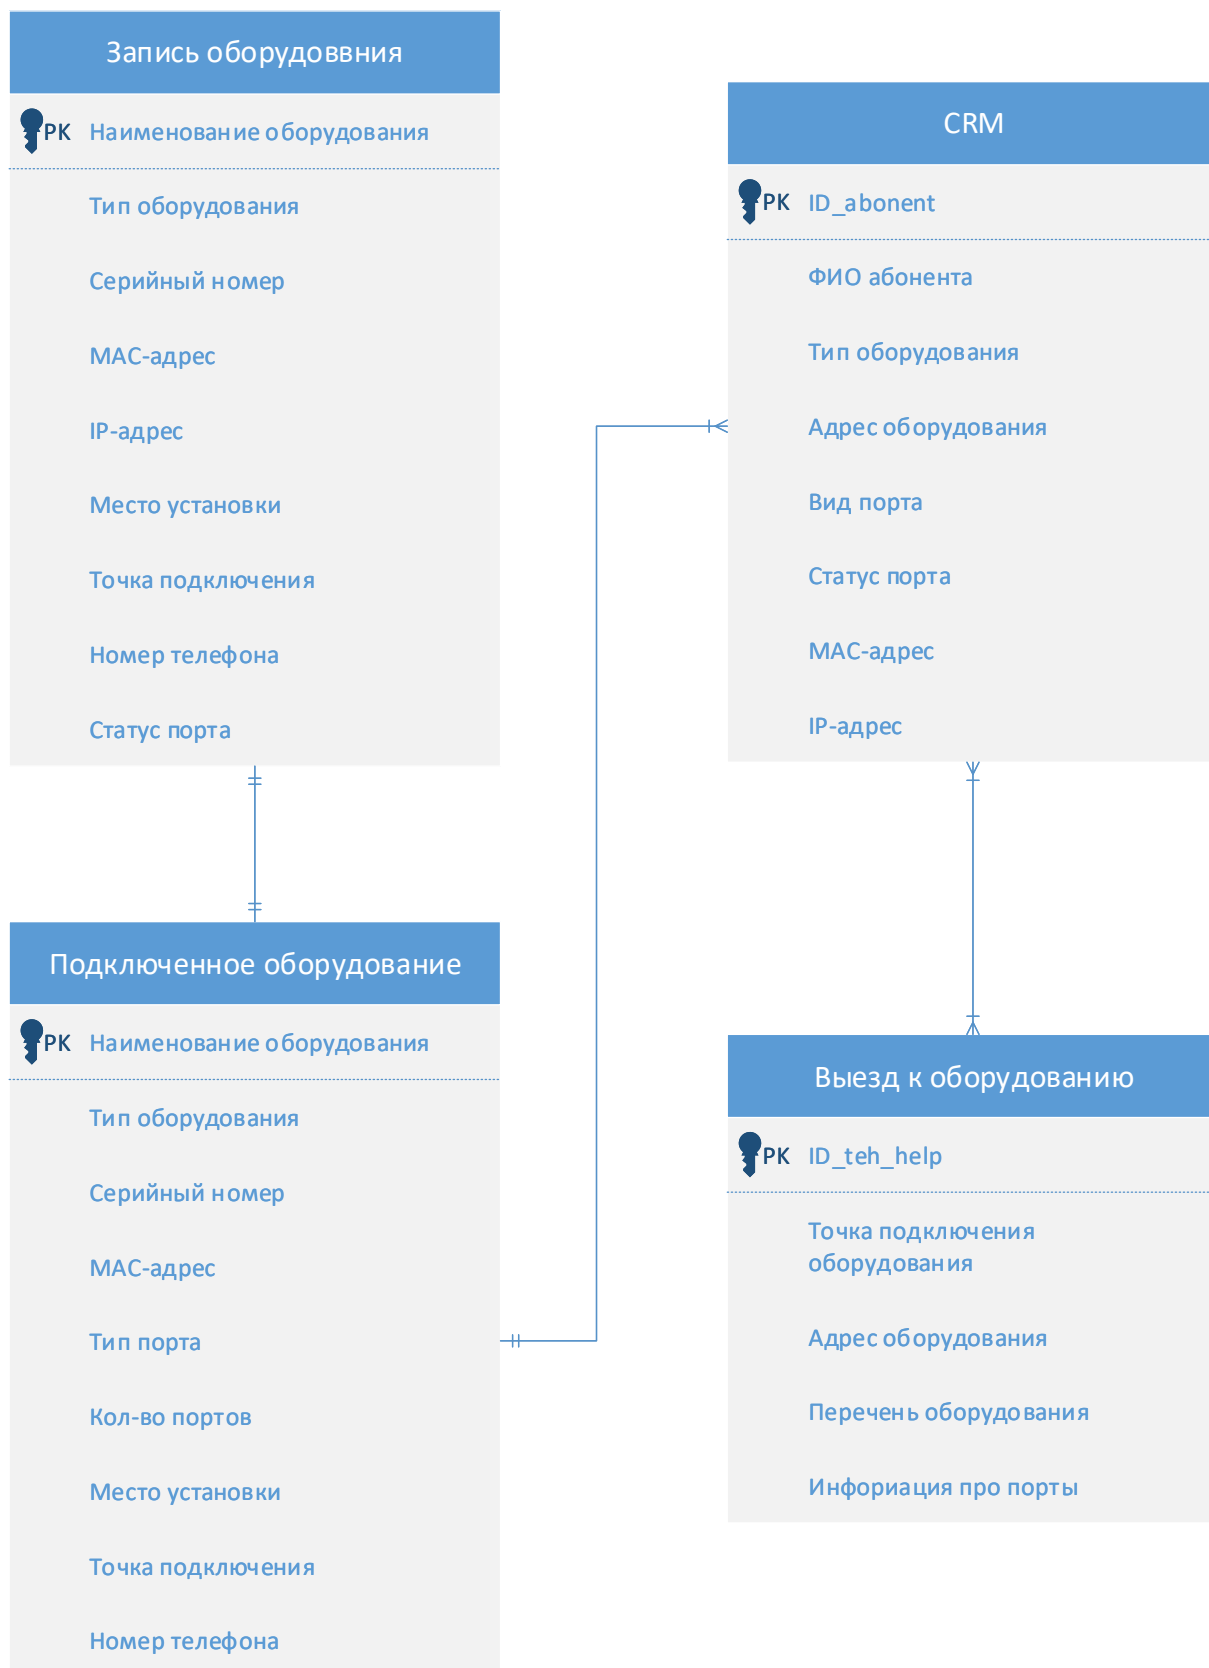 Запись оборудоввния
PK Наименование оборудования
Тип оборудования
Серийный номер
MAC-адрес
IP-адрес
Место установки
Точка подключения
Номер телефона
Статус порта
CRM
PK ID_abonent
ФИО абонента
Тип оборудования
Адрес оборудования
Вид порта
Статус порта
MAC-адрес
IP-адрес
Подключенное оборудование
PK Наименование оборудования
Тип оборудования
Серийный номер
MAC-адрес
Тип порта
Кол-во портов
Место установки
Точка подключения
Номер телефона
Выезд к оборудованию
PK ID_teh_help
Точка подключения
оборудования
Адрес оборудования
Перечень оборудования
Инфориация про порты